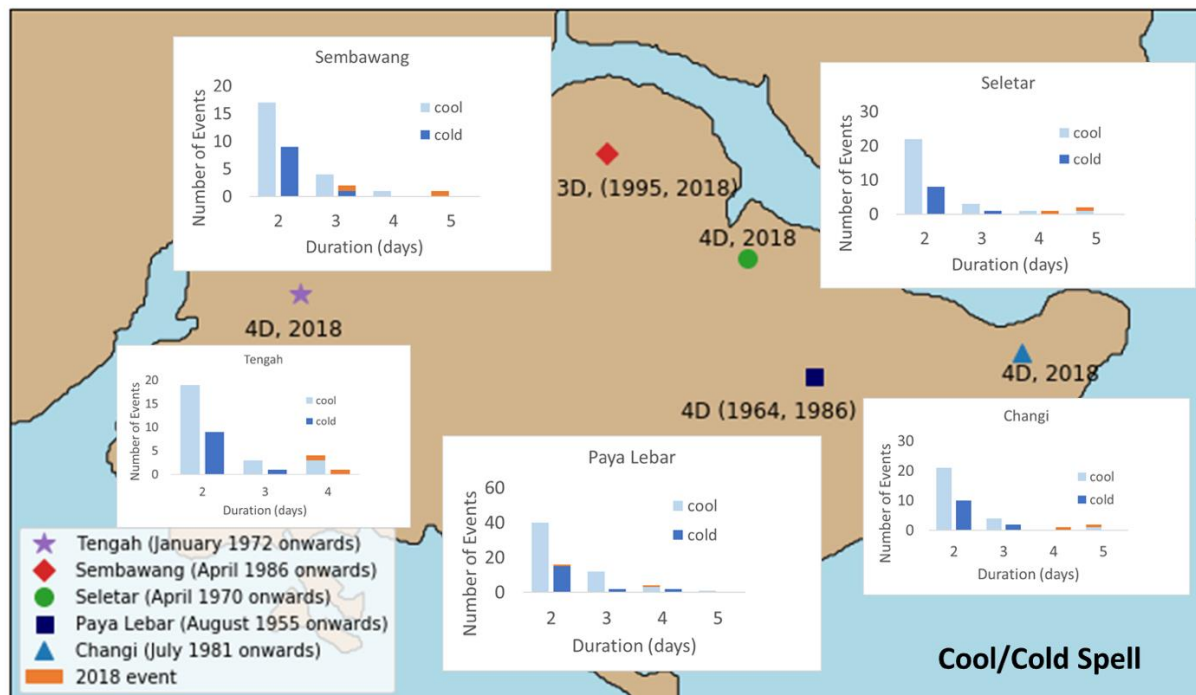 Sembawang
Number of Events
20
15
10
5
0
cool
cold
2 3 4 5
Duration (days)
Seletar
Number of Events
30
20
10
0
cool
cold
2 3 4 5
Duration (days)
3D, (1995, 2018)
4D, 2018
4D, 2018
4D, 2018
4D (1964, 1986)
Tengah
Number of Events
20
15
10
5
0
cool
cold
2 3 4
Duration (days)
Paya Lebar
Number of Events
60
40
20
0
cool
cold
2 3 4 5
Duration (days)
Changi
Number of Events
30
20
10
0
cool
cold
2 3 4 5
Duration (days)
Tengah (January 1972 onwards)
Sembawang (April 1986 onwards)
Seletar (April 1970 onwards)
Paya Lebar (August 1955 onwards)
Changi (July 1981 onwards)
2018 event
Cool/Cold Spell